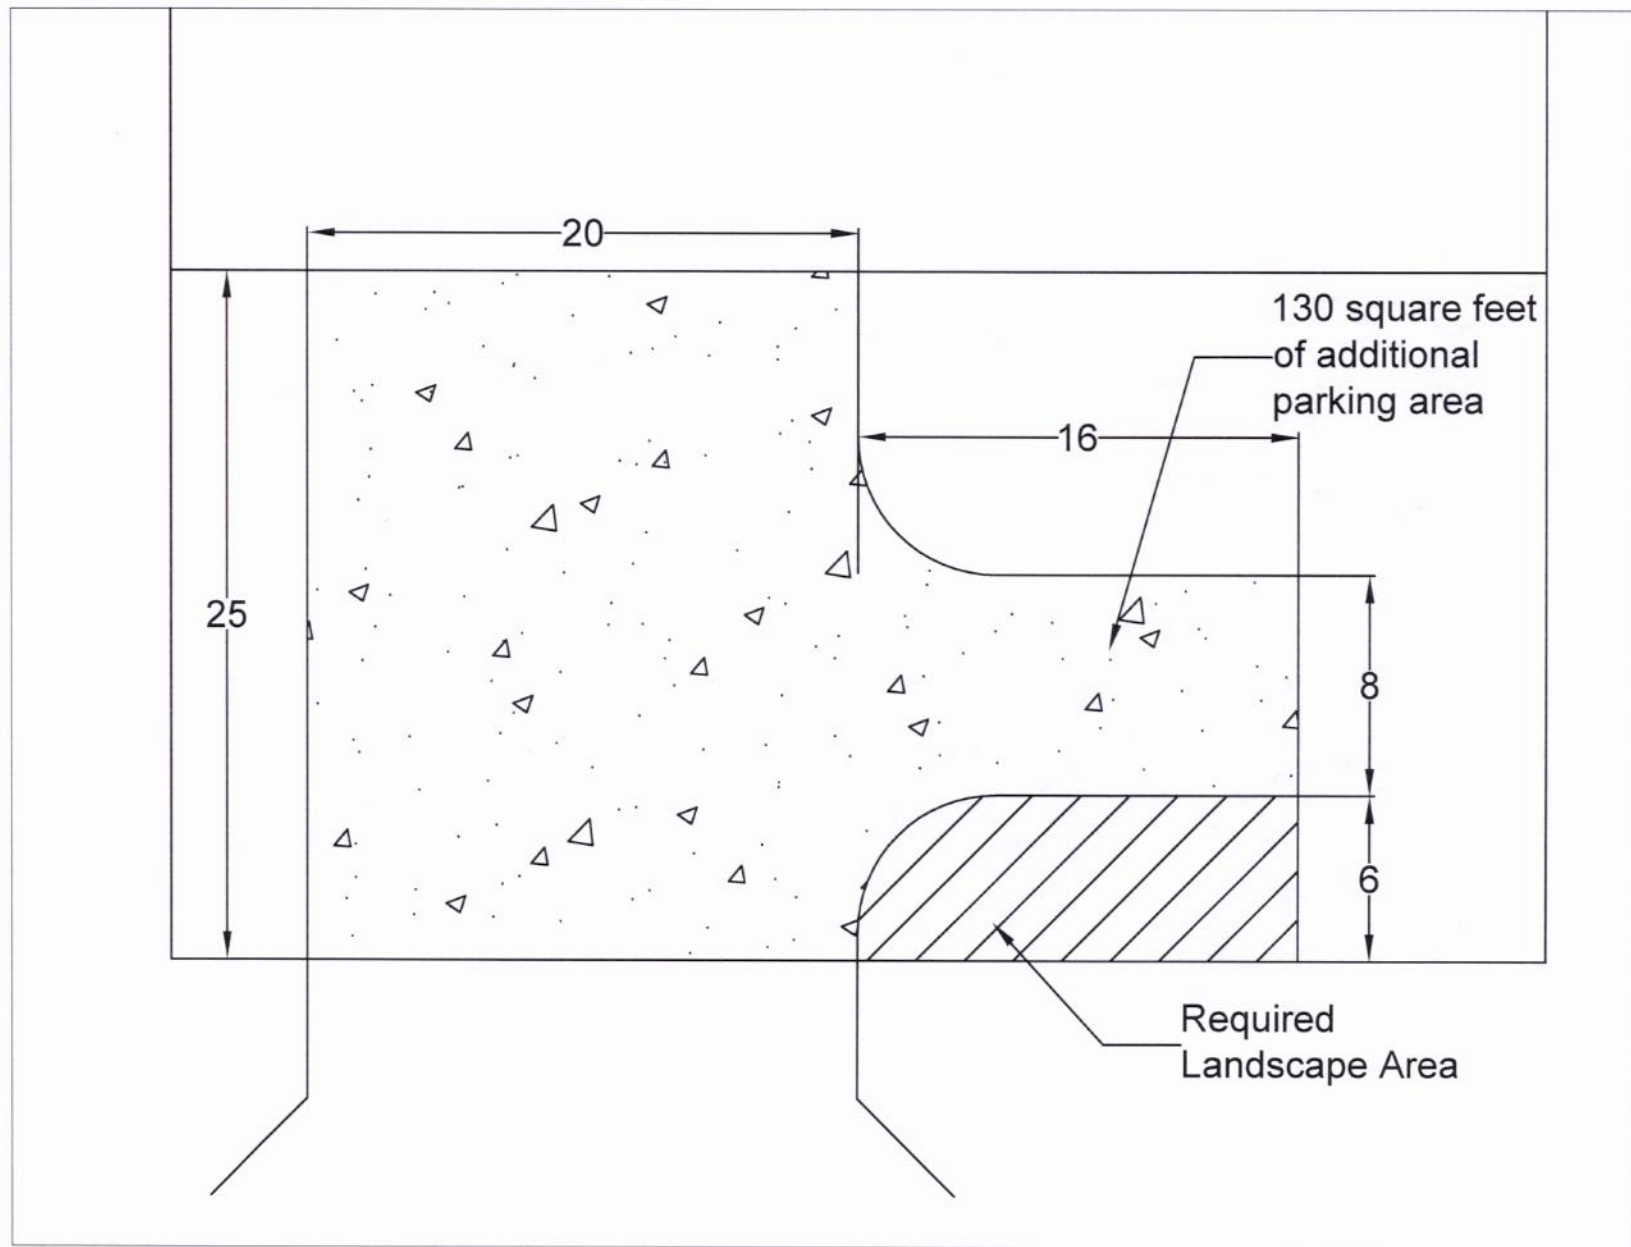 20
130 square feet
of additional
parking area
16
25
8
6
Required
Landscape Area